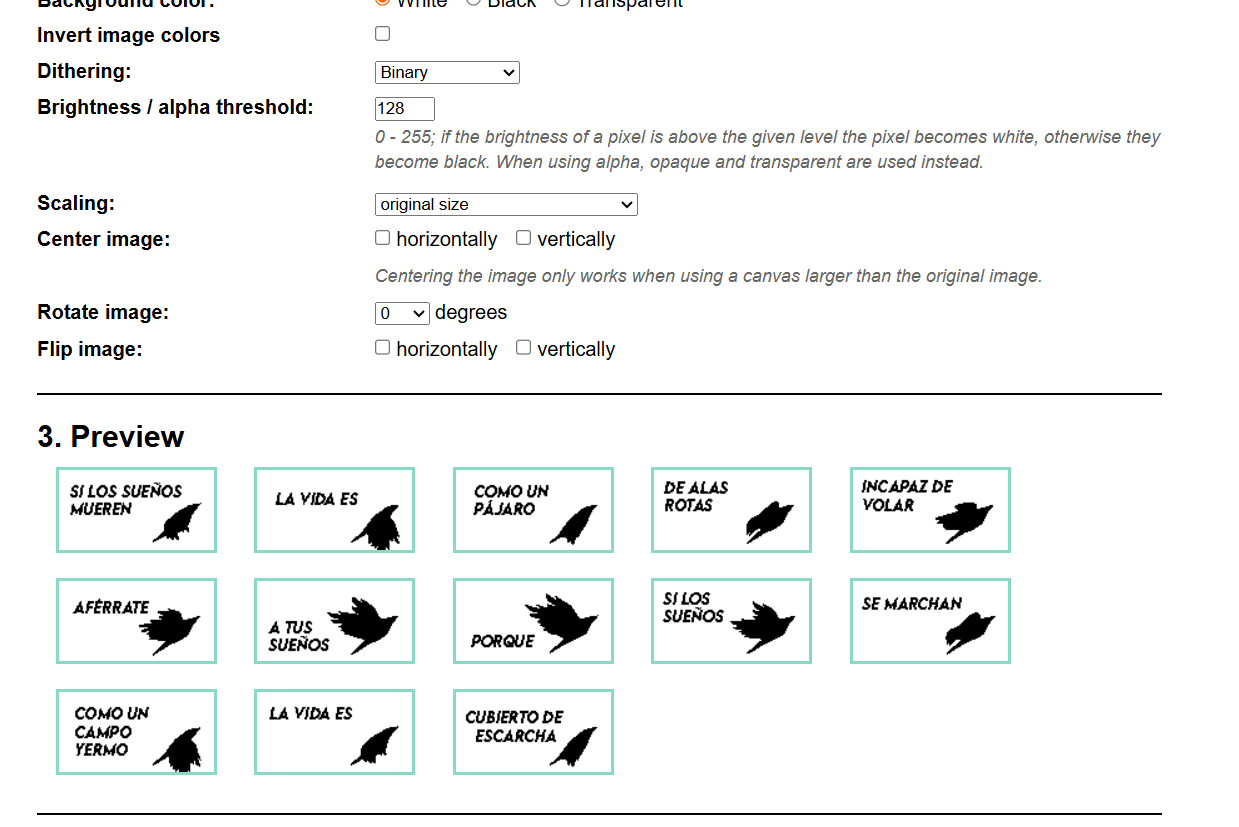 Background color: White Black Transparent
Invert image colors
Dithering: Binary
Brightness / alpha threshold: 128
0 - 255; if the brightness of a pixel is above the given level the pixel becomes white, otherwise they
become black. When using alpha, opaque and transparent are used instead.
Scaling: original size
Center image: horizontally vertically
Centering the image only works when using a canvas larger than the original image.
Rotate image: 0 degrees
Flip image: horizontally vertically
3. Preview
SI LOS SUEÑOS
MUEREN
LA VIDA ES
COMO UN
PÁJARO
DE ALAS
ROTAS
INCAPAZ DE
VOLAR
AFÉRRATE
A TUS
SUEÑOS
PORQUE
SI LOS
SUEÑOS
SE MARCHAN
COMO UN
CAMPO
YERMO
LA VIDA ES
CUBIERTO DE
ESCARCHA